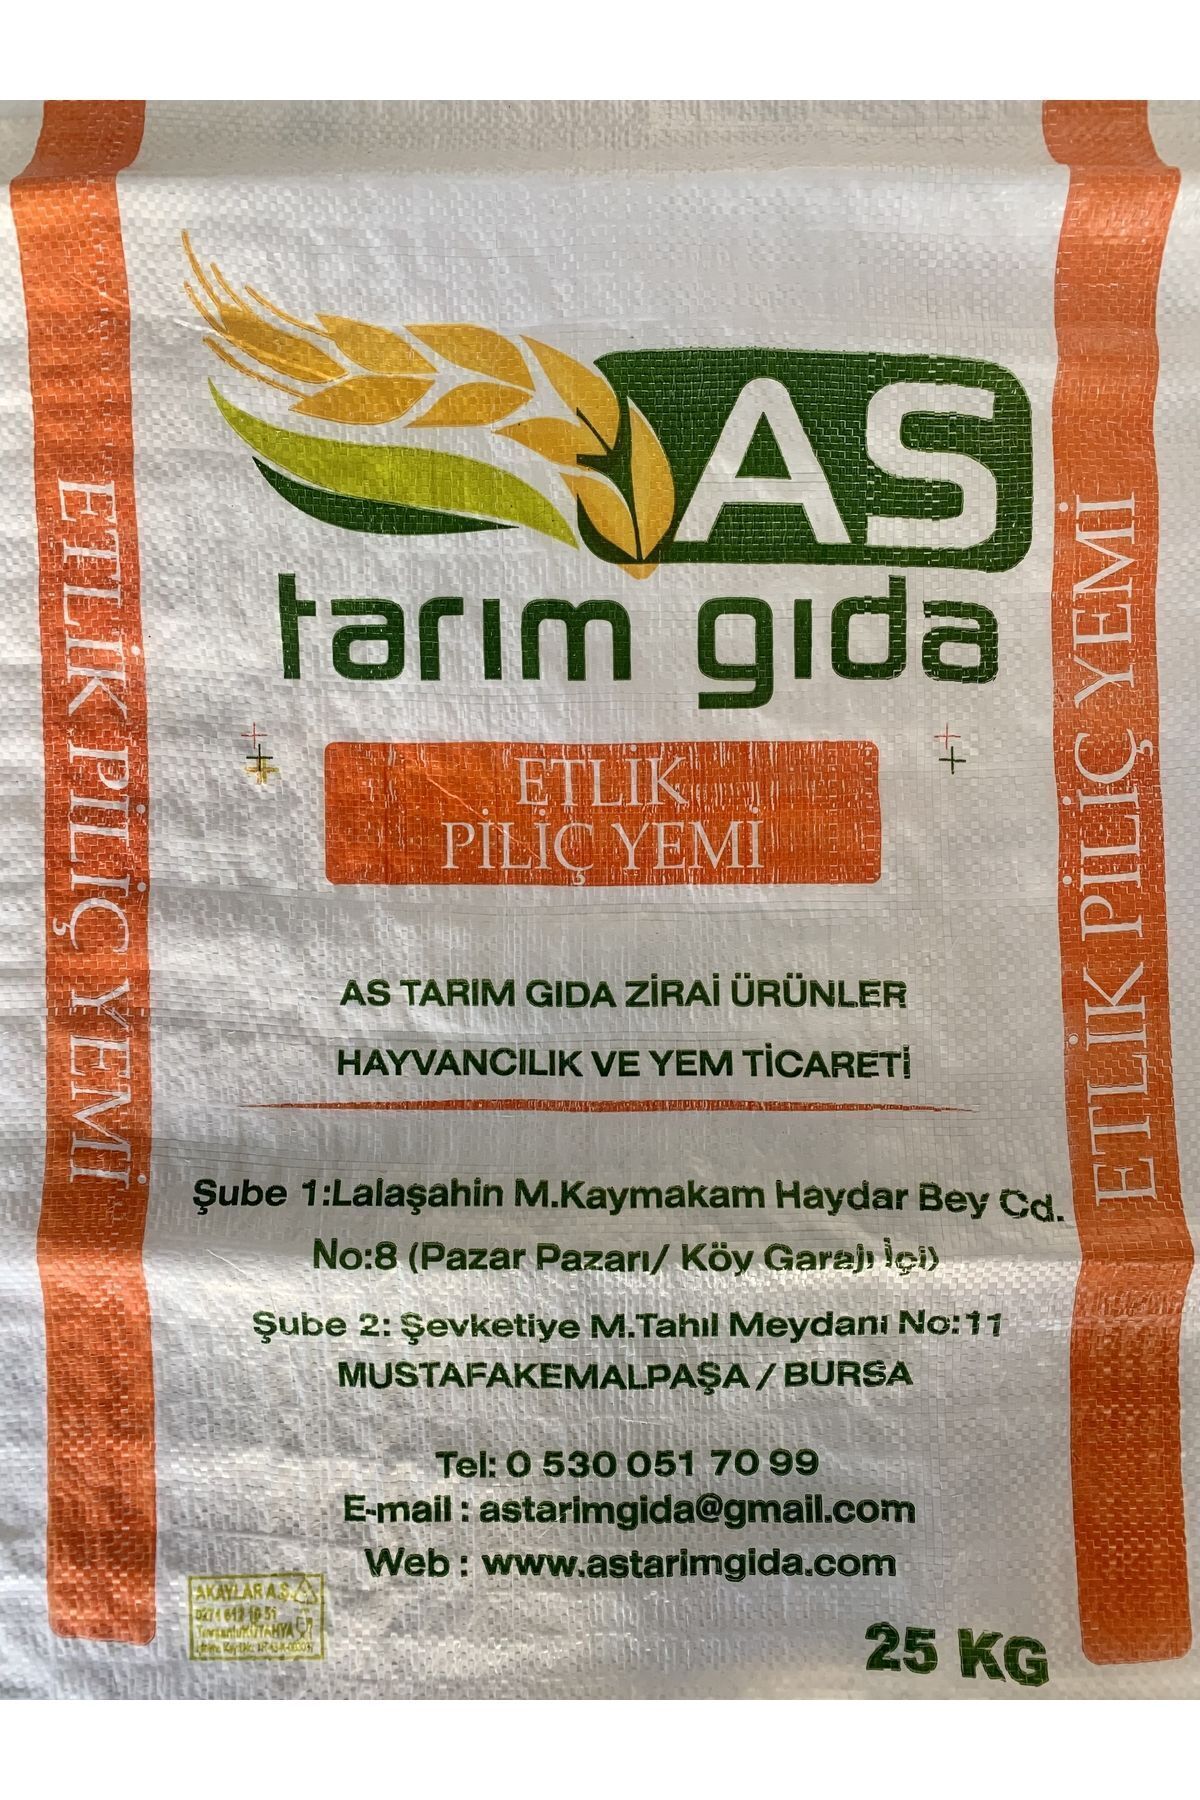 AS
tarım gıda
ETLİK PİLİÇ YEMİ
ETLİK PİLİÇ YEMİ
ETLİK
PİLİÇ YEMİ
AS TARIM GIDA ZİRAİ ÜRÜNLER
HAYVANCILIK VE YEM TİCARETİ
Şube 1:Lalaşahin M.Kaymakam Haydar Bey Cd.
No:8 (Pazar Pazarı/ Köy Garajı İçi)
Şube 2: Şevketiye M.Tahıl Meydanı No:11
MUSTAFAKEMALPAŞA / BURSA
Tel: 0 530 051 70 99
E-mail : astarimgida@gmail.com
Web : www.astarimgida.com
AKAYLAR A.Ş.
KÜTAHYA
25 KG